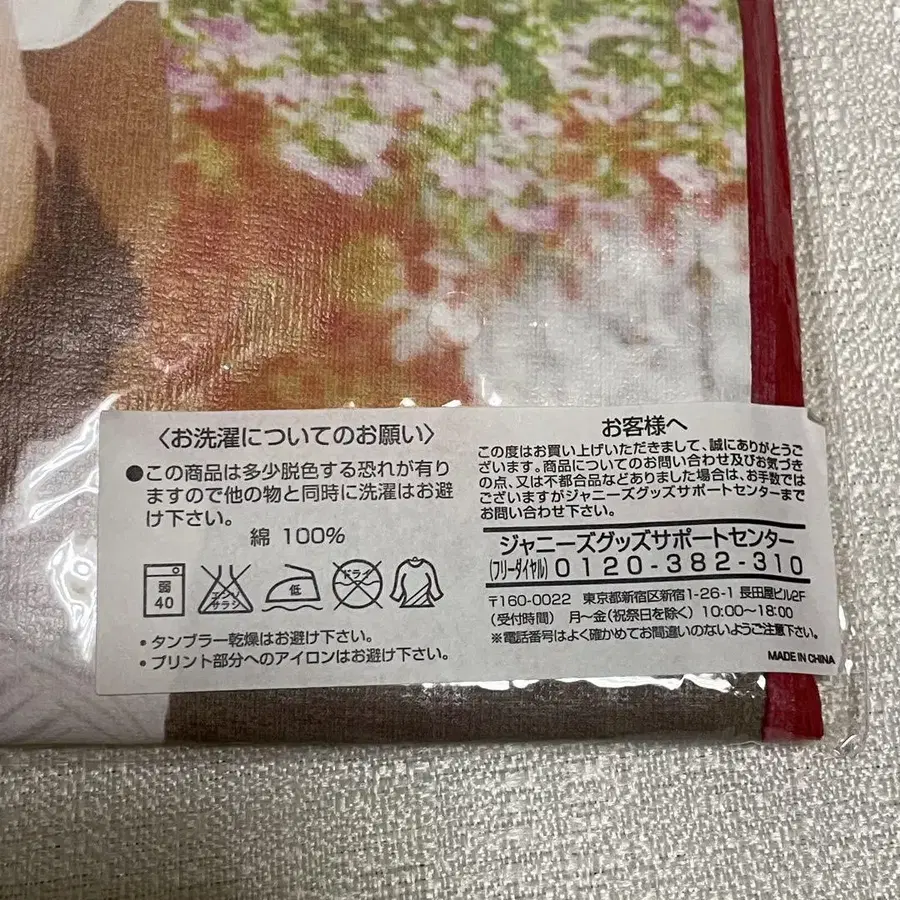 〈お洗濯についてのお願い〉
●この商品は多少脱色する恐れが有り
ますので他の物と同時に洗濯はお避
け下さい。
綿 100%
弱
40
エンソ
サラシ
低
ドライ
・タンブラー乾燥はお避け下さい。
・プリント部分へのアイロンはお避け下さい。
お客様へ
この度はお買い上げいただきまして、誠にありがとうご
ざいます。商品についてのお問い合わせ及びお気づき
の点、又は不都合品などありました場合は、お手数では
ございますがジャニーズグッズサポートセンターまで
お問い合わせ下さい。
ジャニーズグッズサポートセンター
(フリーダイヤル) 0120-382-310
〒160-0022 東京都新宿区新宿1-26-1 長田屋ビル2F
(受付時間) 月〜金(祝祭日を除く) 10:00〜18:00
※電話番号はよく確かめてお間違いのないようご注意下さい。
MADE IN CHINA